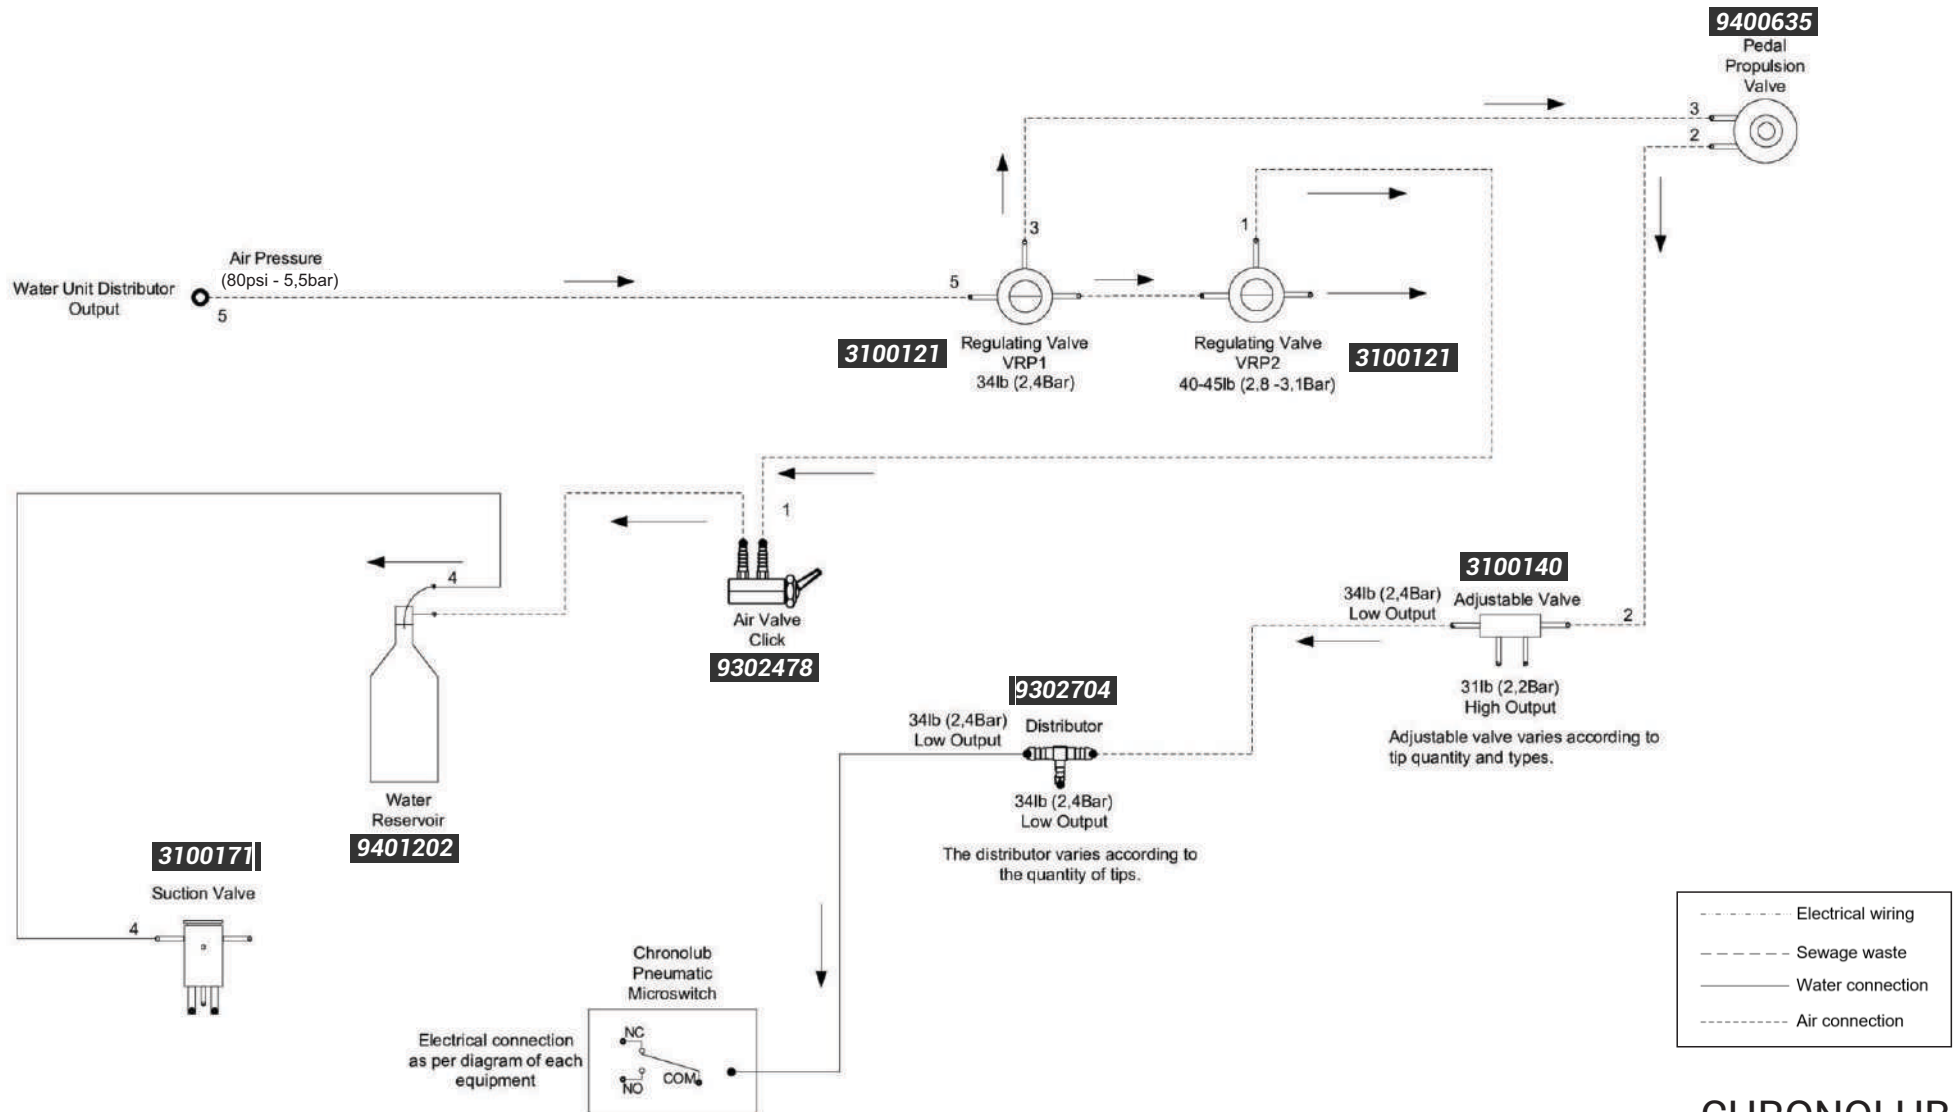 9400635
Pedal
Propulsion
Valve
3
2
1
3
Air Pressure
(80psi - 5,5bar)
Water Unit Distributor
Output
5
5
3100121
Regulating Valve
VRP1
34lb (2,4Bar)
Regulating Valve
VRP2
40-45lb (2,8 -3,1Bar)
3100121
1
4
Air Valve
Click
9302478
3100140
34lb (2,4Bar)
Low Output
Adjustable Valve
2
31lb (2,2Bar)
High Output
Adjustable valve varies according to
tip quantity and types.
9302704
34lb (2,4Bar)
Low Output
Distributor
34lb (2,4Bar)
Low Output
The distributor varies according to
the quantity of tips.
Water
Reservoir
9401202
3100171
Suction Valve
4
Chronolub
Pneumatic
Microswitch
Electrical connection
as per diagram of each
equipment
NC
NO
COM
Electrical wiring
Sewage waste
Water connection
Air connection
CHRONOLUB